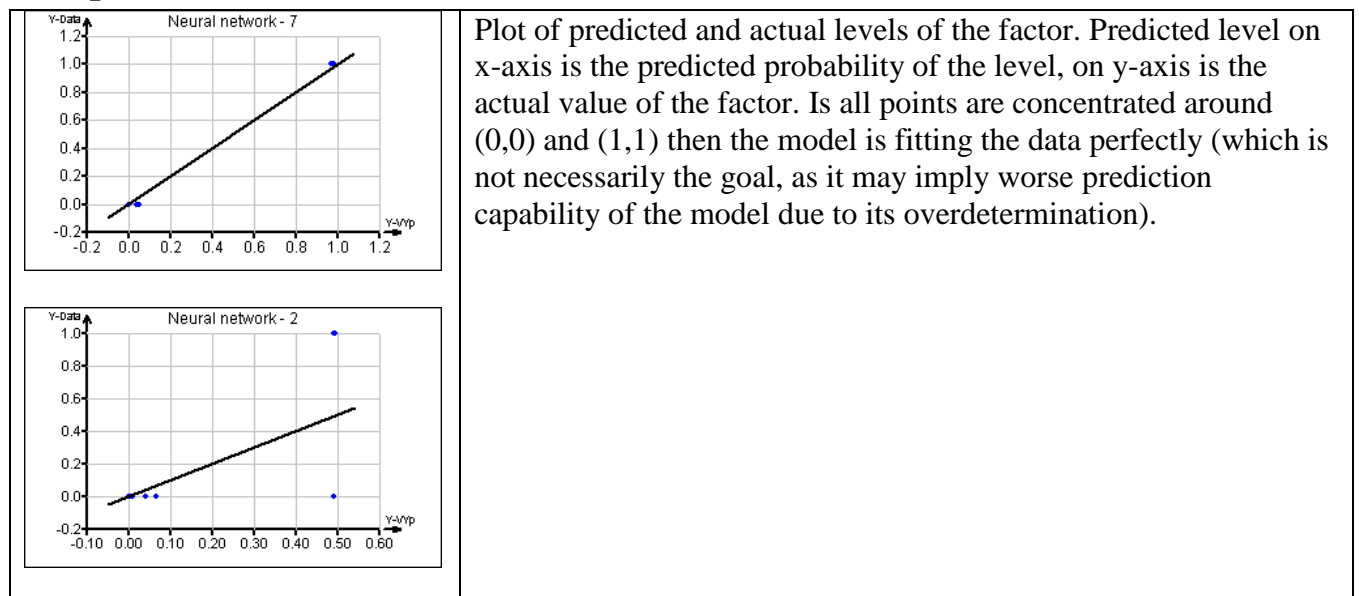 Y-Data
Neural network - 7
1.2
1.0
0.8
0.6
0.4
0.2
0.0
-0.2
Y-VYp
-0.2 0.0 0.2 0.4 0.6 0.8 1.0 1.2
Plot of predicted and actual levels of the factor. Predicted level on
x-axis is the predicted probability of the level, on y-axis is the
actual value of the factor. Is all points are concentrated around
(0,0) and (1,1) then the model is fitting the data perfectly (which is
not necessarily the goal, as it may imply worse prediction
capability of the model due to its overdetermination).
Y-Data
Neural network - 2
1.0
0.8
0.6
0.4
0.2
0.0
-0.2
Y-VYp
-0.10 0.00 0.10 0.20 0.30 0.40 0.50 0.60